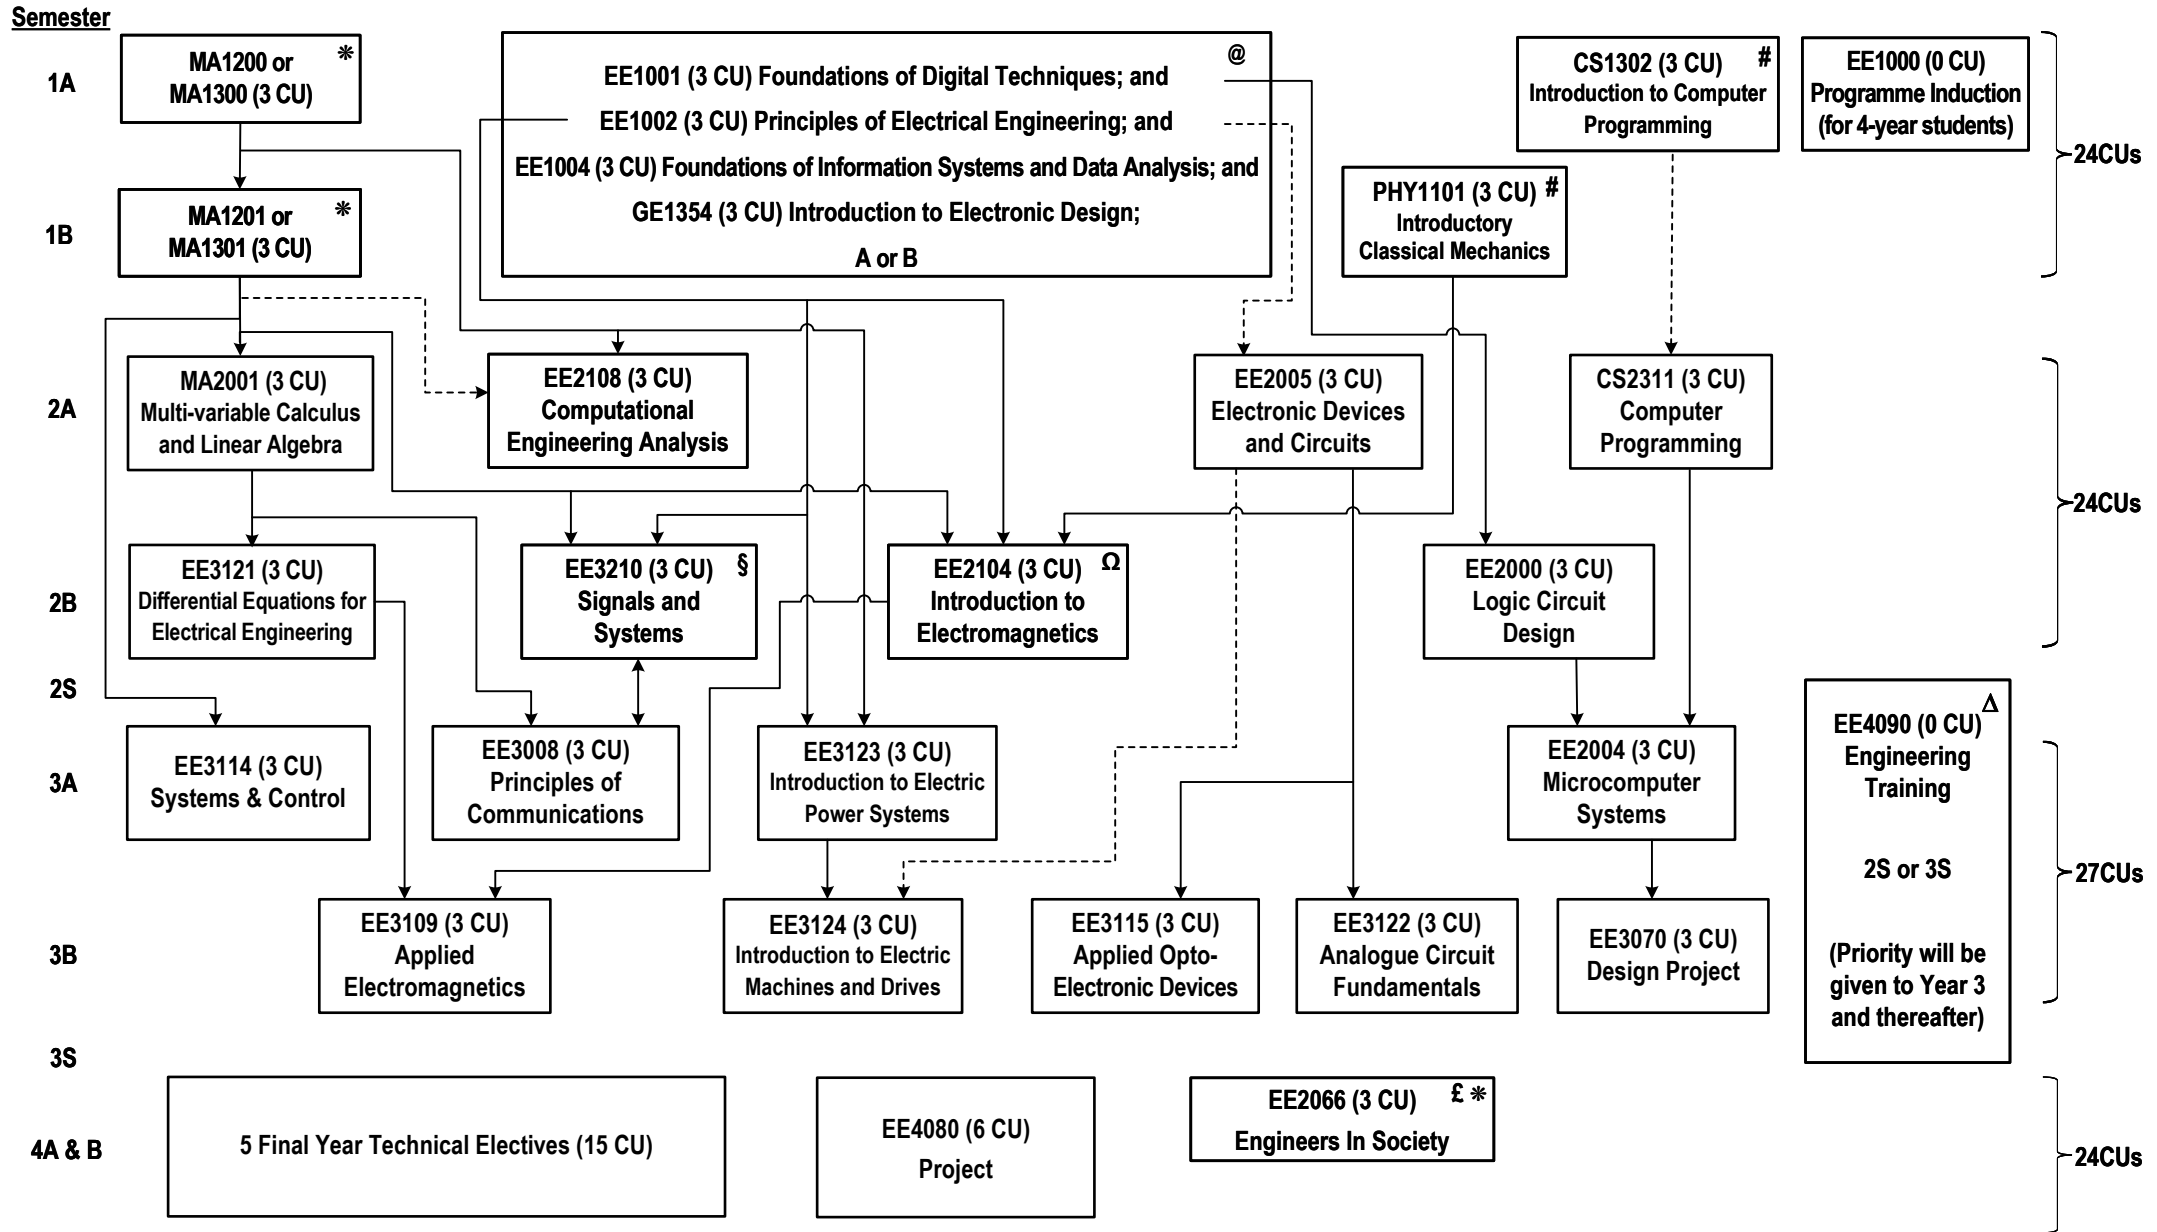 Semester
1A
MA1200 or
MA1300 (3 CU)
❋
@
EE1001 (3 CU) Foundations of Digital Techniques; and
EE1002 (3 CU) Principles of Electrical Engineering; and
EE1004 (3 CU) Foundations of Information Systems and Data Analysis; and
GE1354 (3 CU) Introduction to Electronic Design;
A or B
CS1302 (3 CU) #
Introduction to Computer
Programming
EE1000 (0 CU)
Programme Induction
(for 4-year students)
24CUs
1B
MA1201 or
MA1301 (3 CU)
❋
PHY1101 (3 CU) #
Introductory
Classical Mechanics
2A
MA2001 (3 CU)
Multi-variable Calculus
and Linear Algebra
EE2108 (3 CU)
Computational
Engineering Analysis
EE2005 (3 CU)
Electronic Devices
and Circuits
CS2311 (3 CU)
Computer
Programming
24CUs
2B
EE3121 (3 CU)
Differential Equations for
Electrical Engineering
EE3210 (3 CU) §
Signals and
Systems
EE2104 (3 CU) Ω
Introduction to
Electromagnetics
EE2000 (3 CU)
Logic Circuit
Design
2S
3A
EE3114 (3 CU)
Systems & Control
EE3008 (3 CU)
Principles of
Communications
EE3123 (3 CU)
Introduction to Electric
Power Systems
EE2004 (3 CU)
Microcomputer
Systems
EE4090 (0 CU) Δ
Engineering
Training
2S or 3S
(Priority will be
given to Year 3
and thereafter)
27CUs
3B
EE3109 (3 CU)
Applied
Electromagnetics
EE3124 (3 CU)
Introduction to Electric
Machines and Drives
EE3115 (3 CU)
Applied Opto-
Electronic Devices
EE3122 (3 CU)
Analogue Circuit
Fundamentals
EE3070 (3 CU)
Design Project
3S
4A & B
5 Final Year Technical Electives (15 CU)
EE4080 (6 CU)
Project
EE2066 (3 CU) £ ❋
Engineers In Society
24CUs